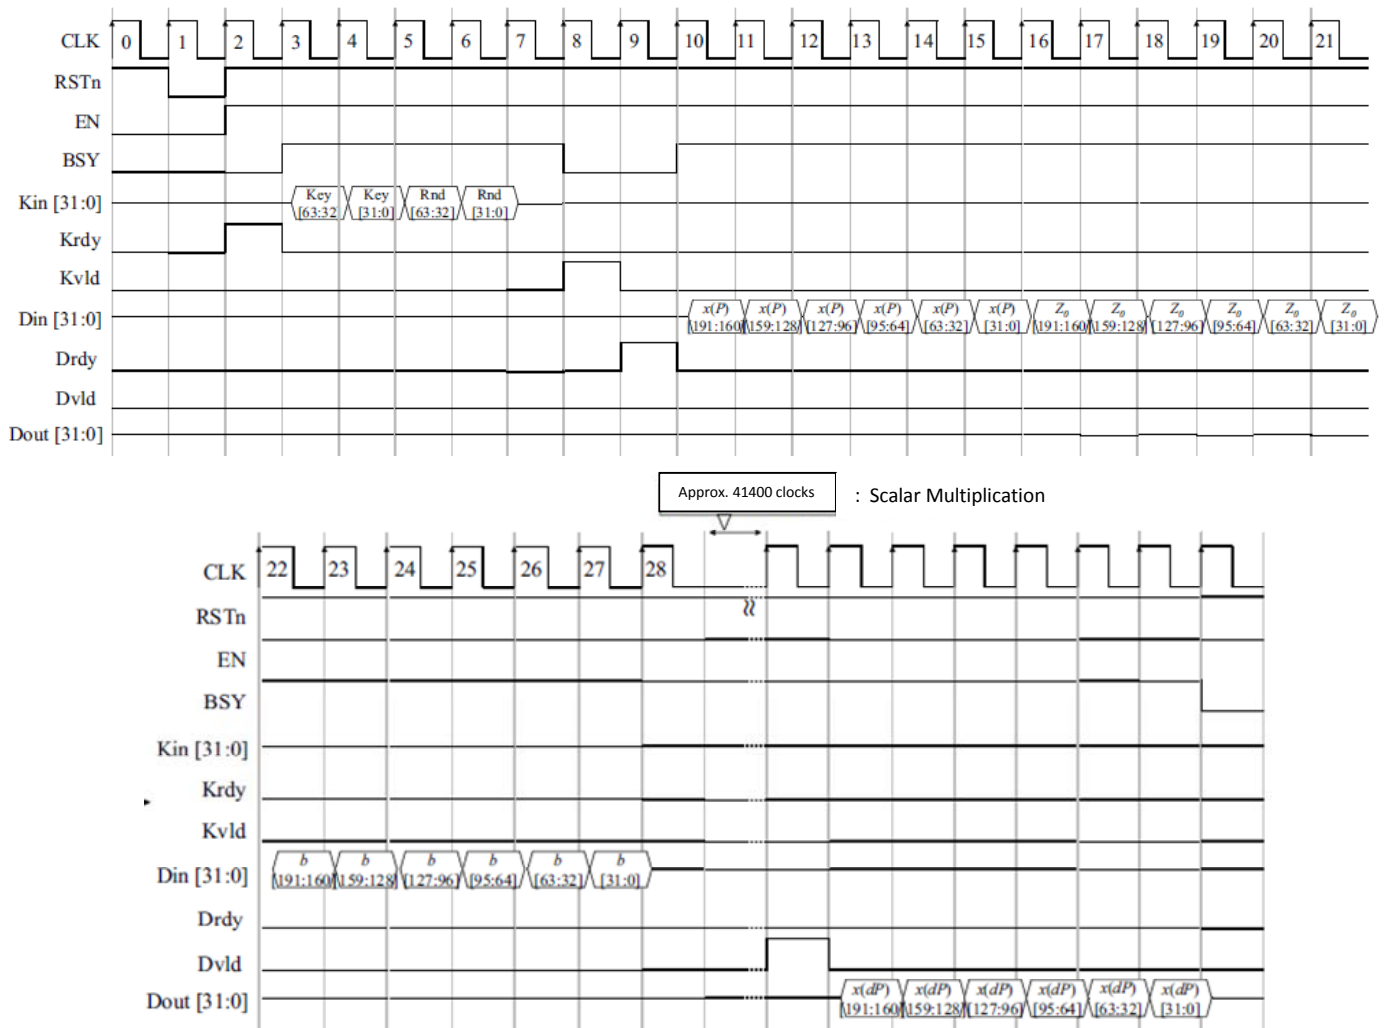 CLK 0 1 2 3 4 5 6 7 8 9 10 11 12 13 14 15 16 17 18 19 20 21
RSTn
EN
BSY
Kin [31:0] Key Key Rnd Rnd
[63:32] [31:0] [63:32] [31:0]
Krdy
Kvld
Din [31:0] x(P) x(P) x(P) x(P) x(P) x(P) Z0 Z0 Z0 Z0 Z0 Z0
[191:160] [159:128] [127:96] [95:64] [63:32] [31:0] [191:160] [159:128] [127:96] [95:64] [63:32] [31:0]
Drdy
Dvld
Dout [31:0]
Approx. 41400 clocks : Scalar Multiplication
CLK 22 23 24 25 26 27 28
RSTn
EN
BSY
Kin [31:0]
Krdy
Kvld
Din [31:0] b b b b b b
[191:160] [159:128] [127:96] [95:64] [63:32] [31:0]
Drdy
Dvld
Dout [31:0] x(dP) x(dP) x(dP) x(dP) x(dP) x(dP)
[191:160] [159:128] [127:96] [95:64] [63:32] [31:0]